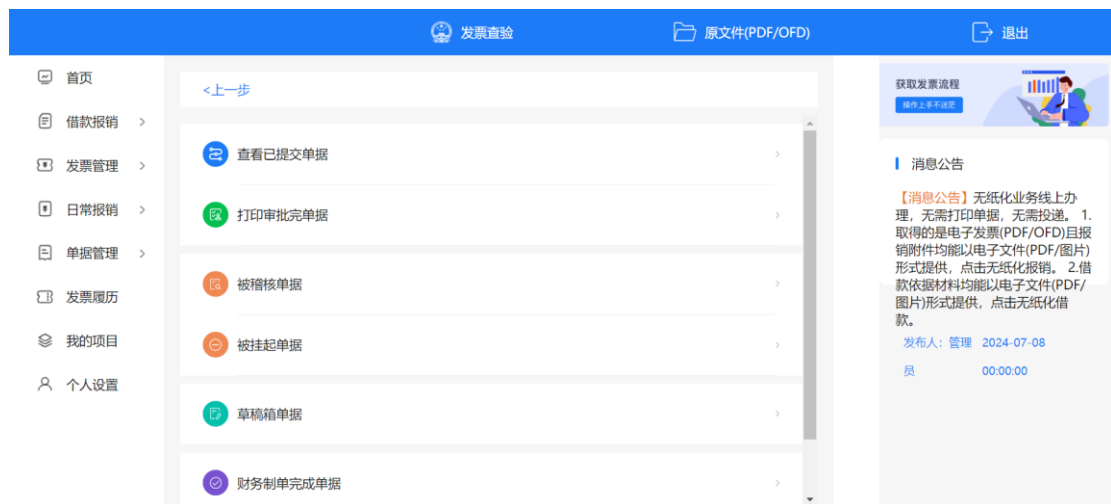 发票查验
原文件(PDF/OFD)
退出
首页
借款报销
发票管理
日常报销
单据管理
发票履历
我的项目
个人设置
<上一步
查看已提交单据
打印审批完单据
被稽核单据
被挂起单据
草稿箱单据
财务制单完成单据
获取发票流程
操作上手不迷茫
消息公告
【消息公告】无纸化业务线上办
理，无需打印单据，无需投递。 1.
取得的是电子发票(PDF/OFD)且报
销附件均能以电子文件(PDF/图片)
形式提供，点击无纸化报销。 2.借
款依据材料均能以电子文件(PDF/
图片)形式提供，点击无纸化借
款。
发布人：管理 2024-07-08
员 00:00:00